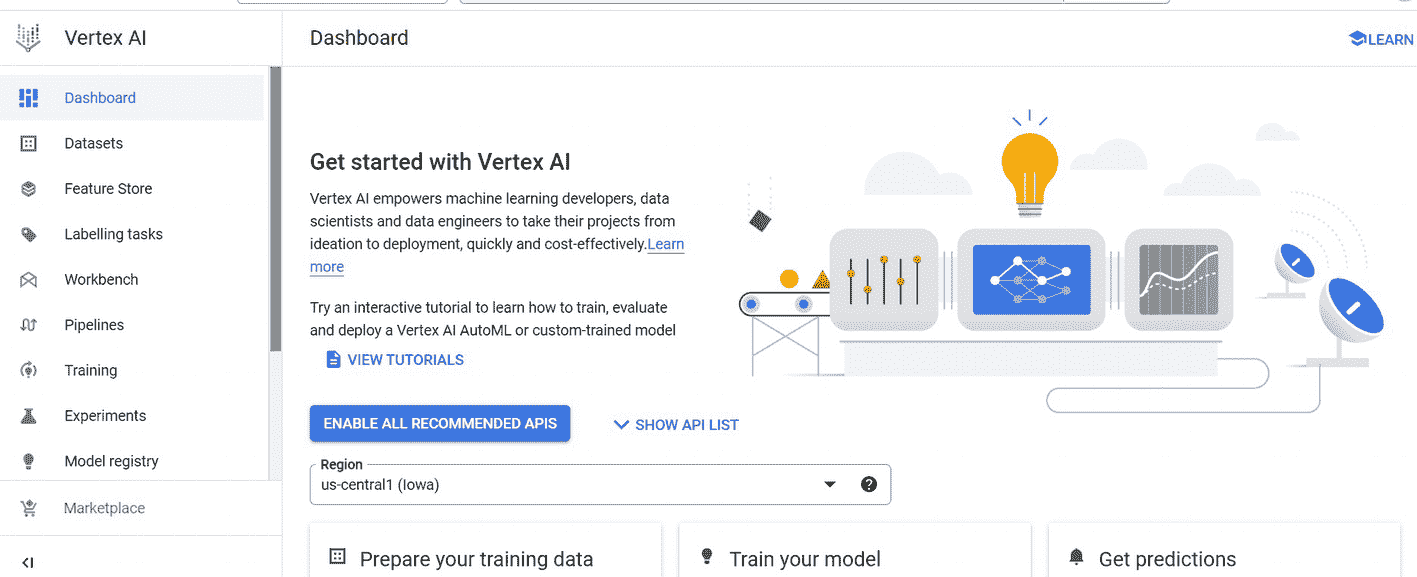 Vertex AI
Dashboard
LEARN
Dashboard
Datasets
Feature Store
Labelling tasks
Workbench
Pipelines
Training
Experiments
Model registry
Marketplace
Get started with Vertex AI
Vertex AI empowers machine learning developers, data
scientists and data engineers to take their projects from
ideation to deployment, quickly and cost-effectively.Learn
more
Try an interactive tutorial to learn how to train, evaluate
and deploy a Vertex AI AutoML or custom-trained model
VIEW TUTORIALS
ENABLE ALL RECOMMENDED APIS
SHOW API LIST
Region
us-central1 (Iowa)
Prepare your training data
Train your model
Get predictions